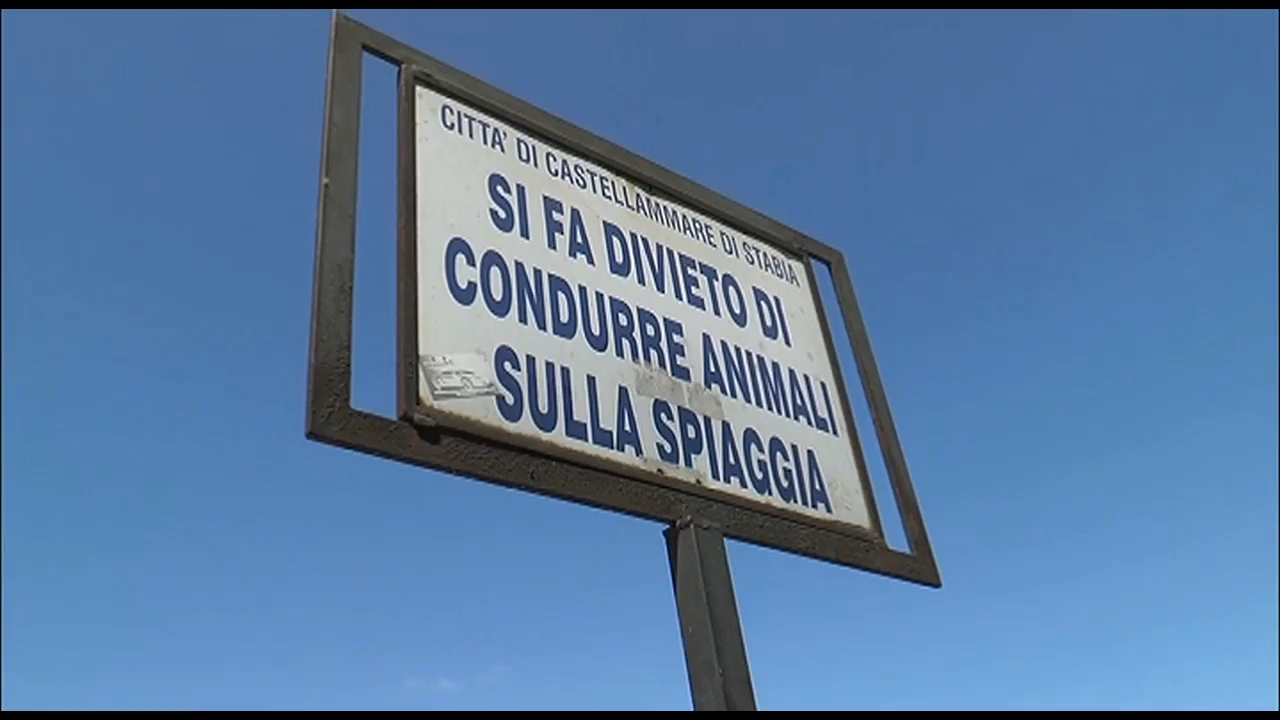 CITTA' DI CASTELLAMMARE DI STABIA
SI FA DIVIETO DI
CONDURRE ANIMALI
SULLA SPIAGGIA